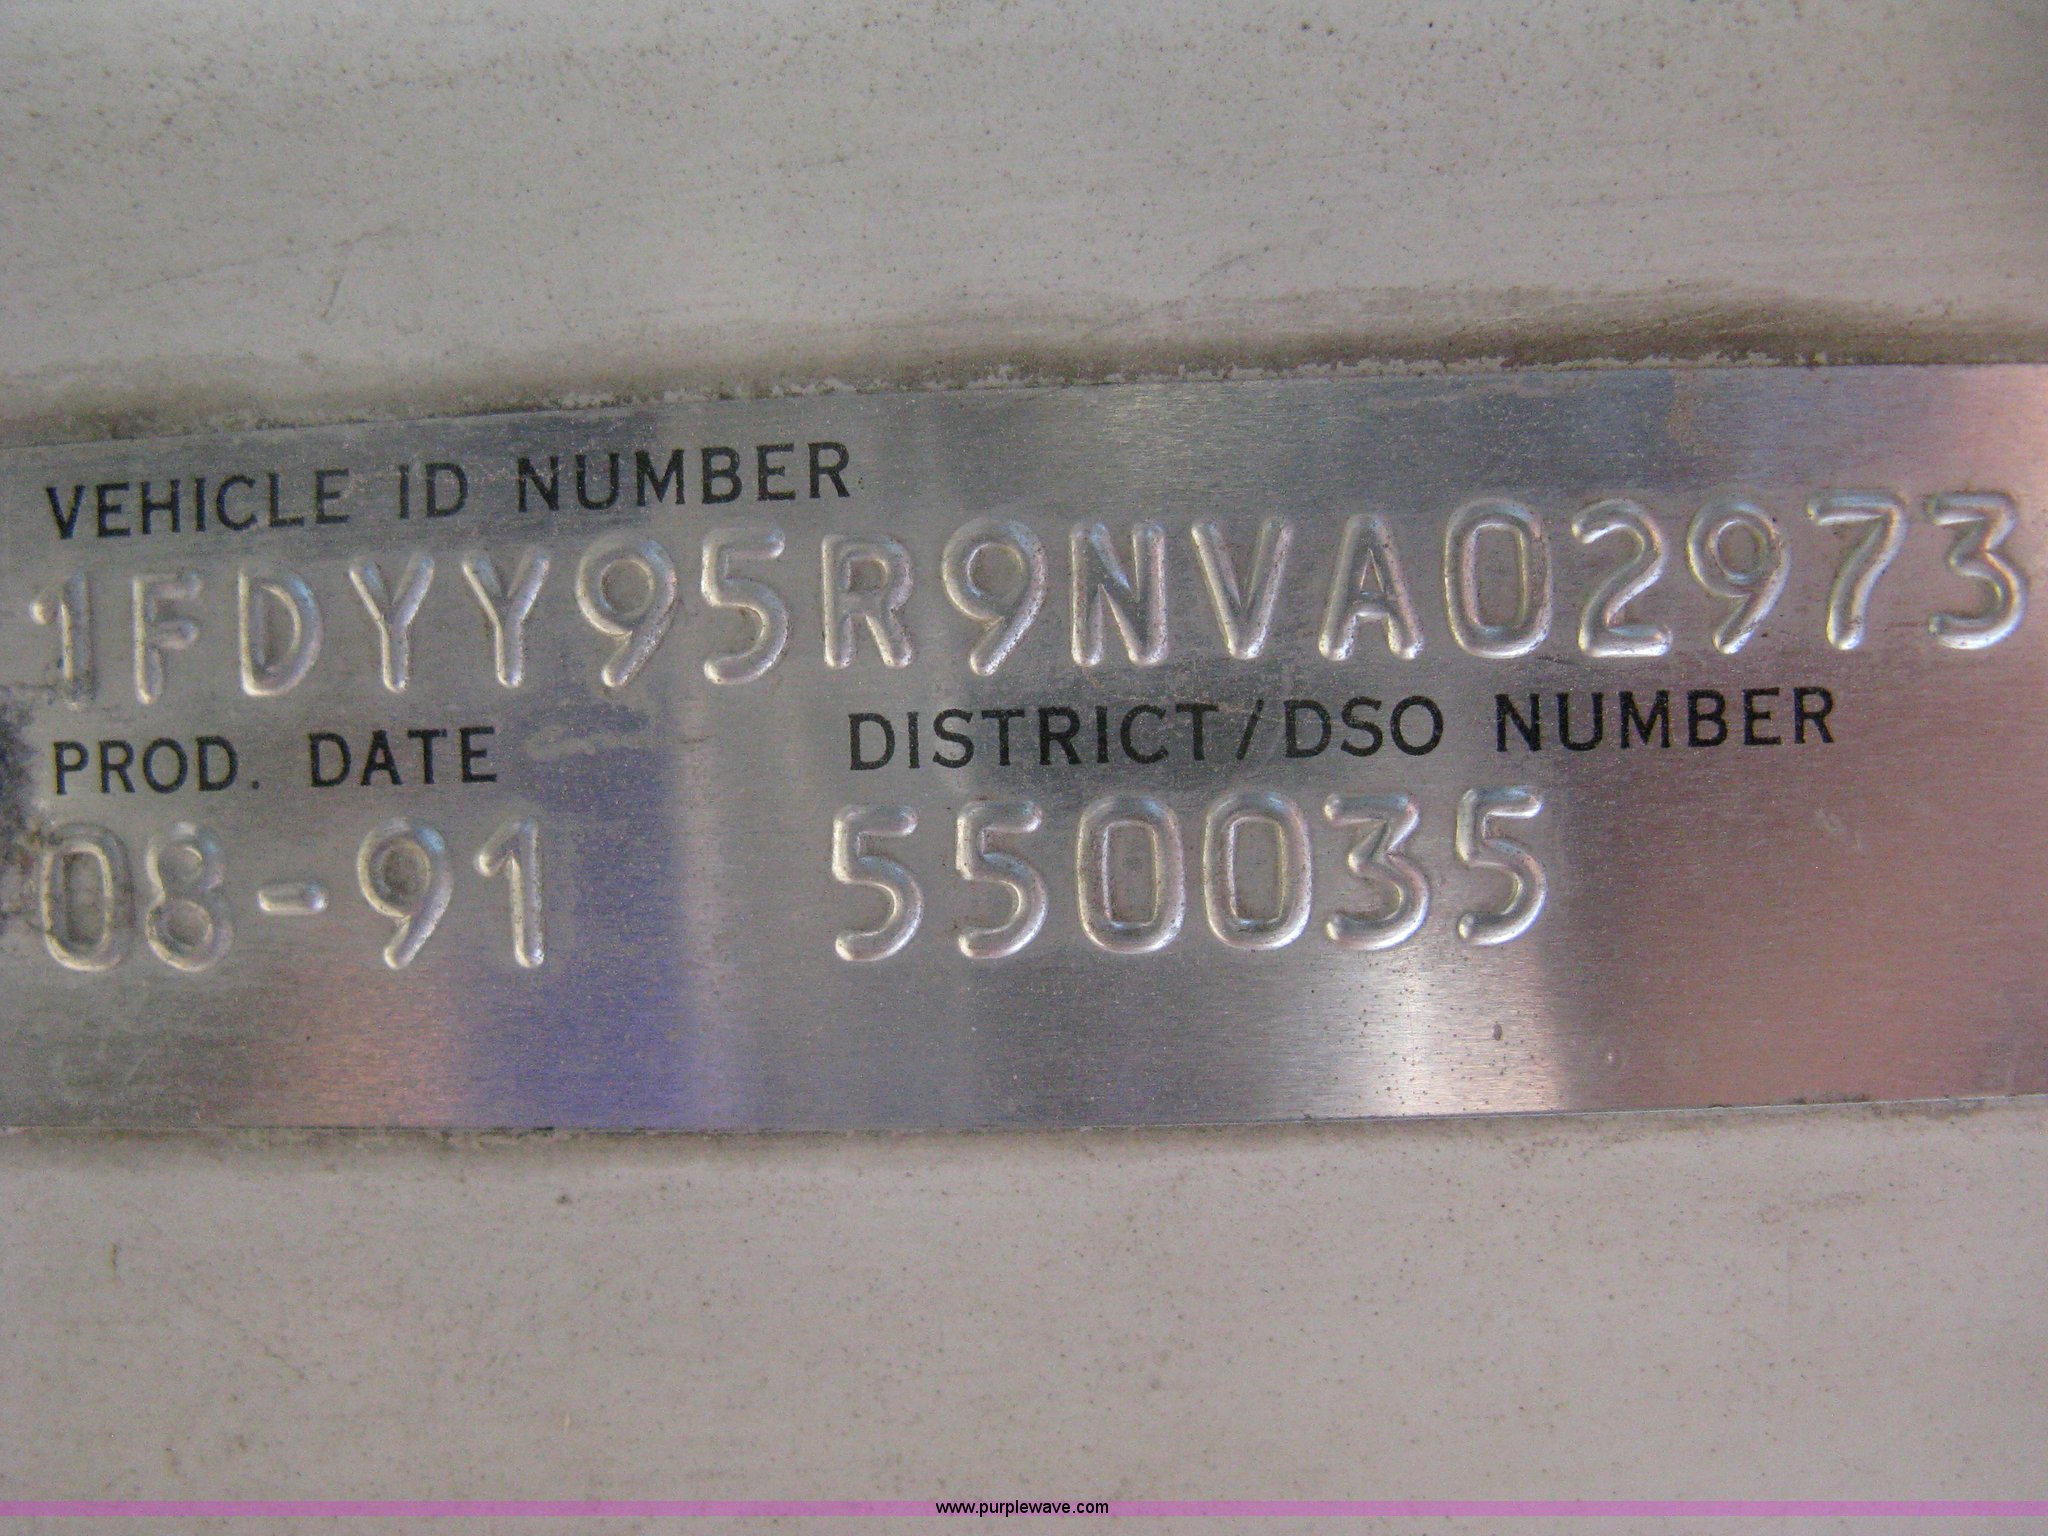 VEHICLE ID NUMBER
1FDYY95R9NVA02973
PROD. DATE DISTRICT/DSO NUMBER
08-91 550035
www.purplewave.com